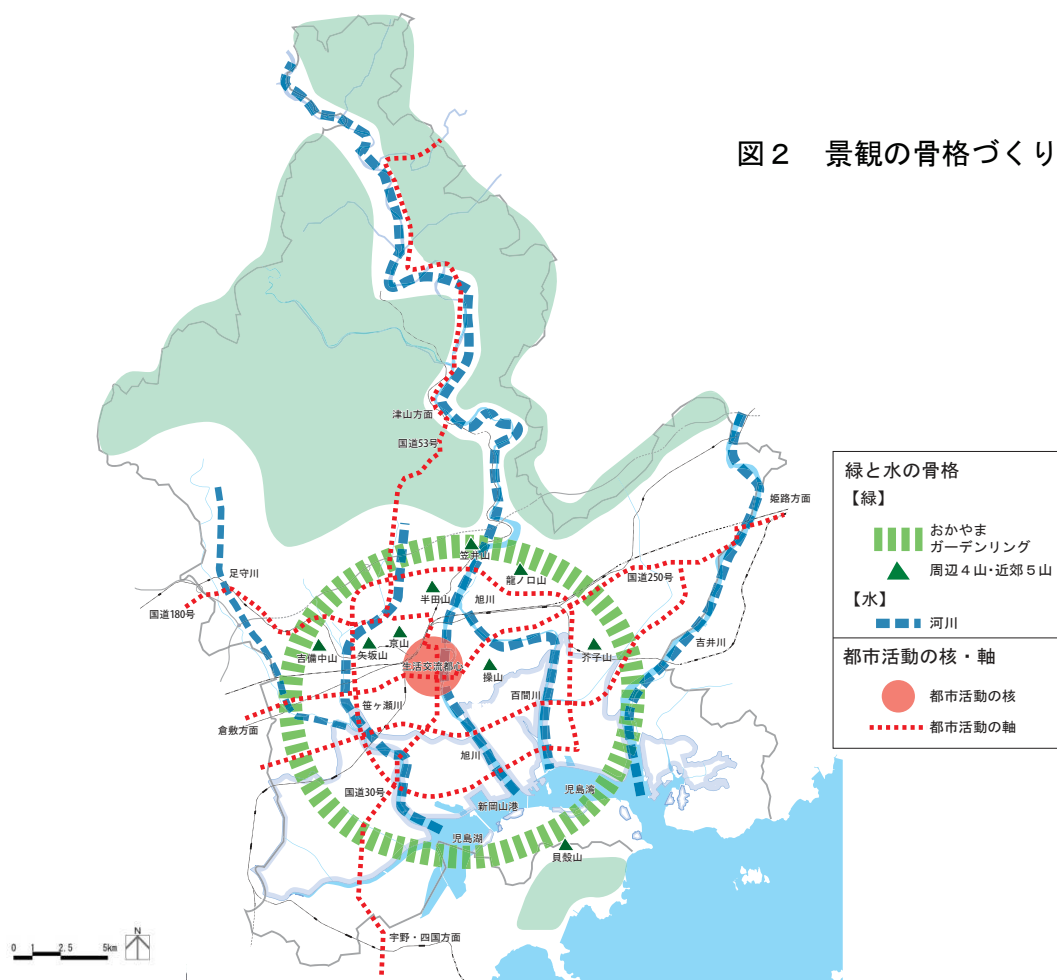 図２　景観の骨格づくり
津山方面
国道53号
姫路方面
笠井山
龍ノ口山
国道250号
足守川
半田山
旭川
国道180号
京山
吉備中山
矢坂山
芥子山
吉井川
生活交流都心
操山
百間川
笹ヶ瀬川
倉敷方面
旭川
国道30号
児島湾
新岡山港
児島湖
貝殻山
宇野・四国方面
緑と水の骨格
【緑】
おかやま
ガーデンリング
周辺４山・近郊５山
【水】
河川
都市活動の核・軸
都市活動の核
都市活動の軸
0 1 2.5 5km
N